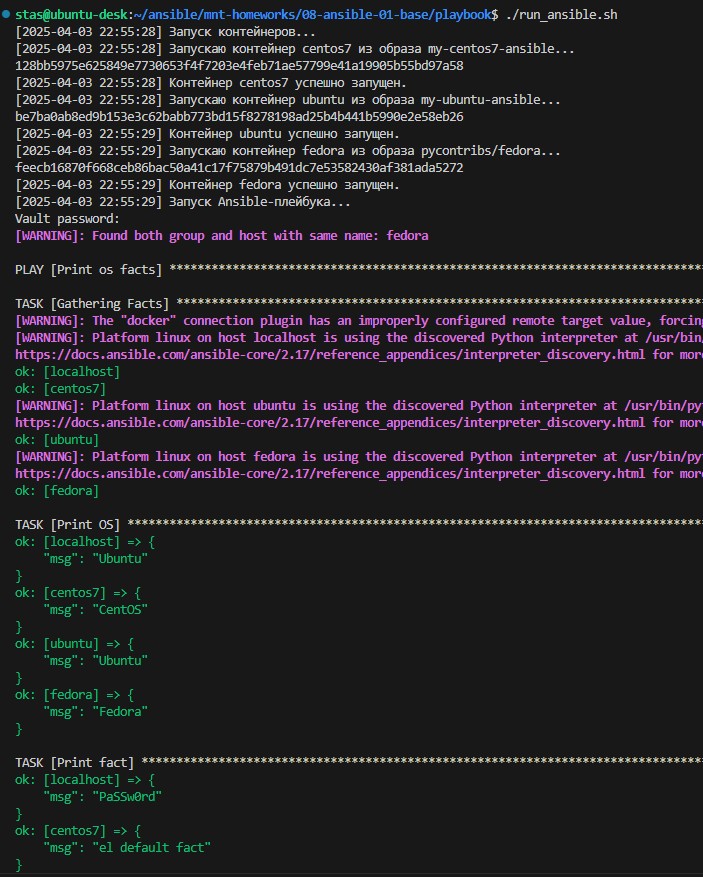 stas@ubuntu-desk:~/ansible/mnt-homeworks/08-ansible-01-base/playbook$ ./run_ansible.sh
[2025-04-03 22:55:28] Запуск контейнеров...
[2025-04-03 22:55:28] Запускаю контейнер centos7 из образа my-centos7-ansible...
128bb5975e625849e7730653f4f7203e4feb71ae57799e41a19905b55bd97a58
[2025-04-03 22:55:28] Контейнер centos7 успешно запущен.
[2025-04-03 22:55:28] Запускаю контейнер ubuntu из образа my-ubuntu-ansible...
be7ba0ab8ed9b153e3c62babb773bd15f8278198ad25b4b441b5990e2e58eb26
[2025-04-03 22:55:29] Контейнер ubuntu успешно запущен.
[2025-04-03 22:55:29] Запускаю контейнер fedora из образа pycontribs/fedora...
feecb16870f668ceb86bac50a41c17f75879b491dc7e53582430af381ada5272
[2025-04-03 22:55:29] Контейнер fedora успешно запущен.
[2025-04-03 22:55:29] Запуск Ansible-плейбука...
Vault password:
[WARNING]: Found both group and host with same name: fedora
PLAY [Print os facts] ******************************************************************************
TASK [Gathering Facts] *****************************************************************************
[WARNING]: The "docker" connection plugin has an improperly configured remote target value, forcing
[WARNING]: Platform linux on host localhost is using the discovered Python interpreter at /usr/bin/
https://docs.ansible.com/ansible-core/2.17/reference_appendices/interpreter_discovery.html for more
ok: [localhost]
ok: [centos7]
[WARNING]: Platform linux on host ubuntu is using the discovered Python interpreter at /usr/bin/pyt
https://docs.ansible.com/ansible-core/2.17/reference_appendices/interpreter_discovery.html for more
ok: [ubuntu]
[WARNING]: Platform linux on host fedora is using the discovered Python interpreter at /usr/bin/pyt
https://docs.ansible.com/ansible-core/2.17/reference_appendices/interpreter_discovery.html for more
ok: [fedora]
TASK [Print OS] ************************************************************************************
ok: [localhost] => {
    "msg": "Ubuntu"
}
ok: [centos7] => {
    "msg": "CentOS"
}
ok: [ubuntu] => {
    "msg": "Ubuntu"
}
ok: [fedora] => {
    "msg": "Fedora"
}
TASK [Print fact] **********************************************************************************
ok: [localhost] => {
    "msg": "PaSSw0rd"
}
ok: [centos7] => {
    "msg": "el default fact"
}